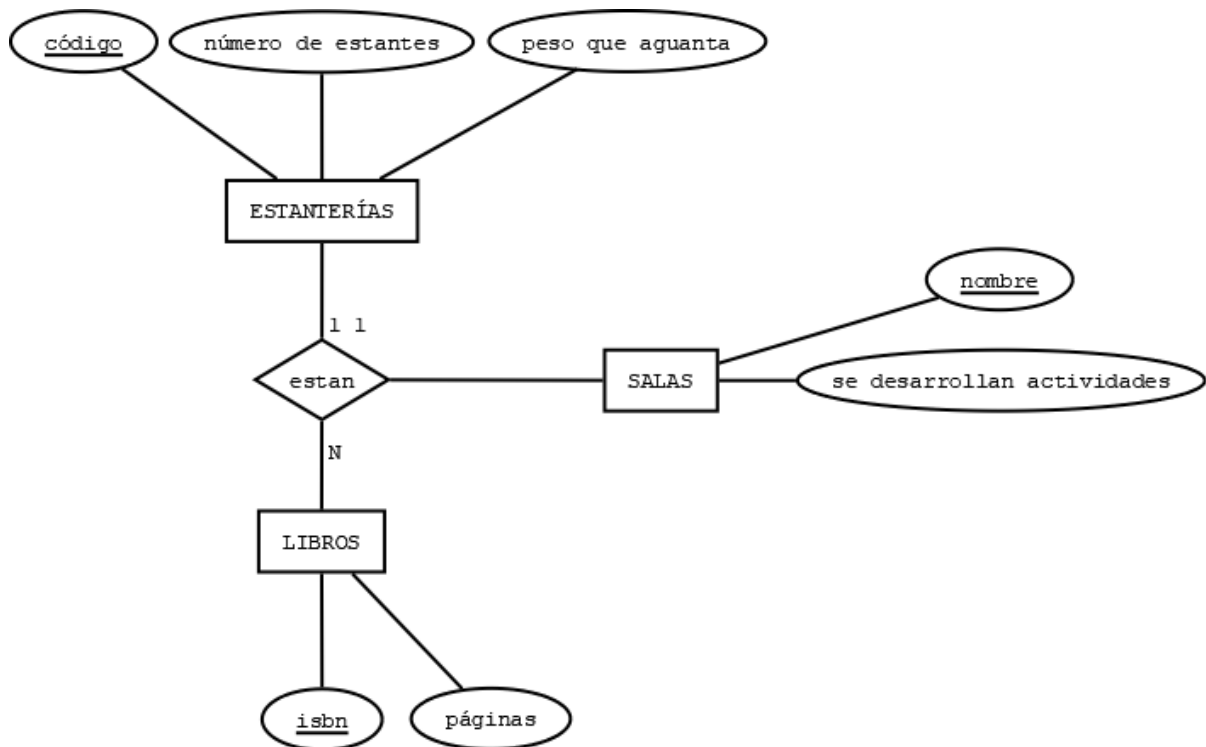 código
número de estantes
peso que aguanta
ESTANTERÍAS
nombre
1 1
estan
SALAS
se desarrollan actividades
N
LIBROS
isbn
páginas